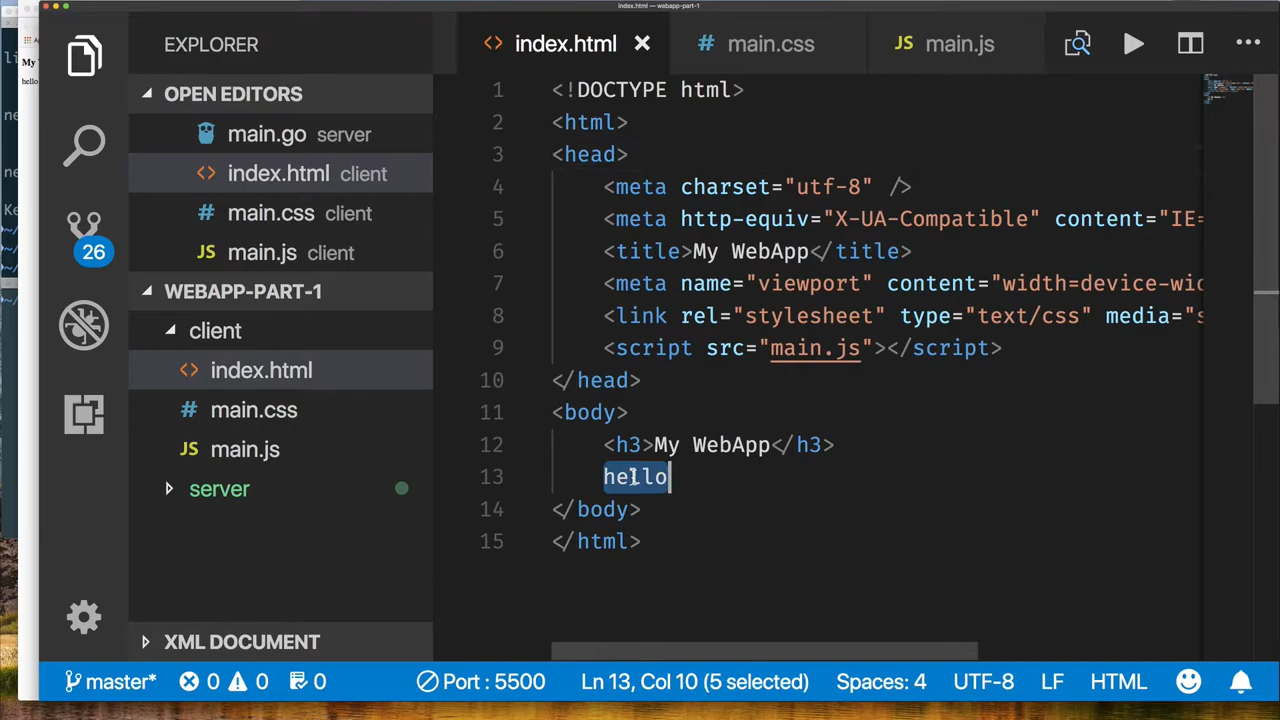 index.html — webapp-part-1
EXPLORER
OPEN EDITORS
main.go server
index.html client
main.css client
JS main.js client
WEBAPP-PART-1
client
index.html
main.css
JS main.js
server
XML DOCUMENT
26
index.html
main.css
JS main.js
1 <!DOCTYPE html>
2 <html>
3 <head>
4 <meta charset="utf-8" />
5 <meta http-equiv="X-UA-Compatible" content="IE=
6 <title>My WebApp</title>
7 <meta name="viewport" content="width=device-wid
8 <link rel="stylesheet" type="text/css" media="s
9 <script src="main.js"></script>
10 </head>
11 <body>
12 <h3>My WebApp</h3>
13 hello
14 </body>
15 </html>
master* 0 0 0 Port : 5500 Ln 13, Col 10 (5 selected) Spaces: 4 UTF-8 LF HTML